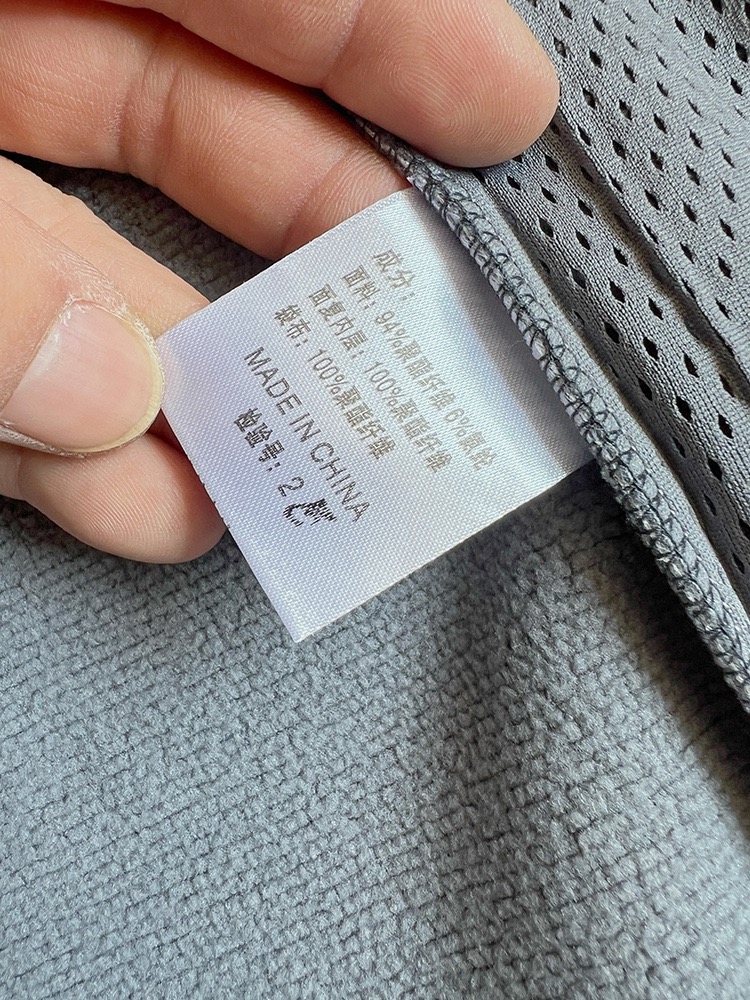 成分：
面料：94%聚酯纤维 6%氨纶
面复内层：100%聚酯纤维
袋布：100%聚酯纤维
MADE IN CHINA
检验号：2